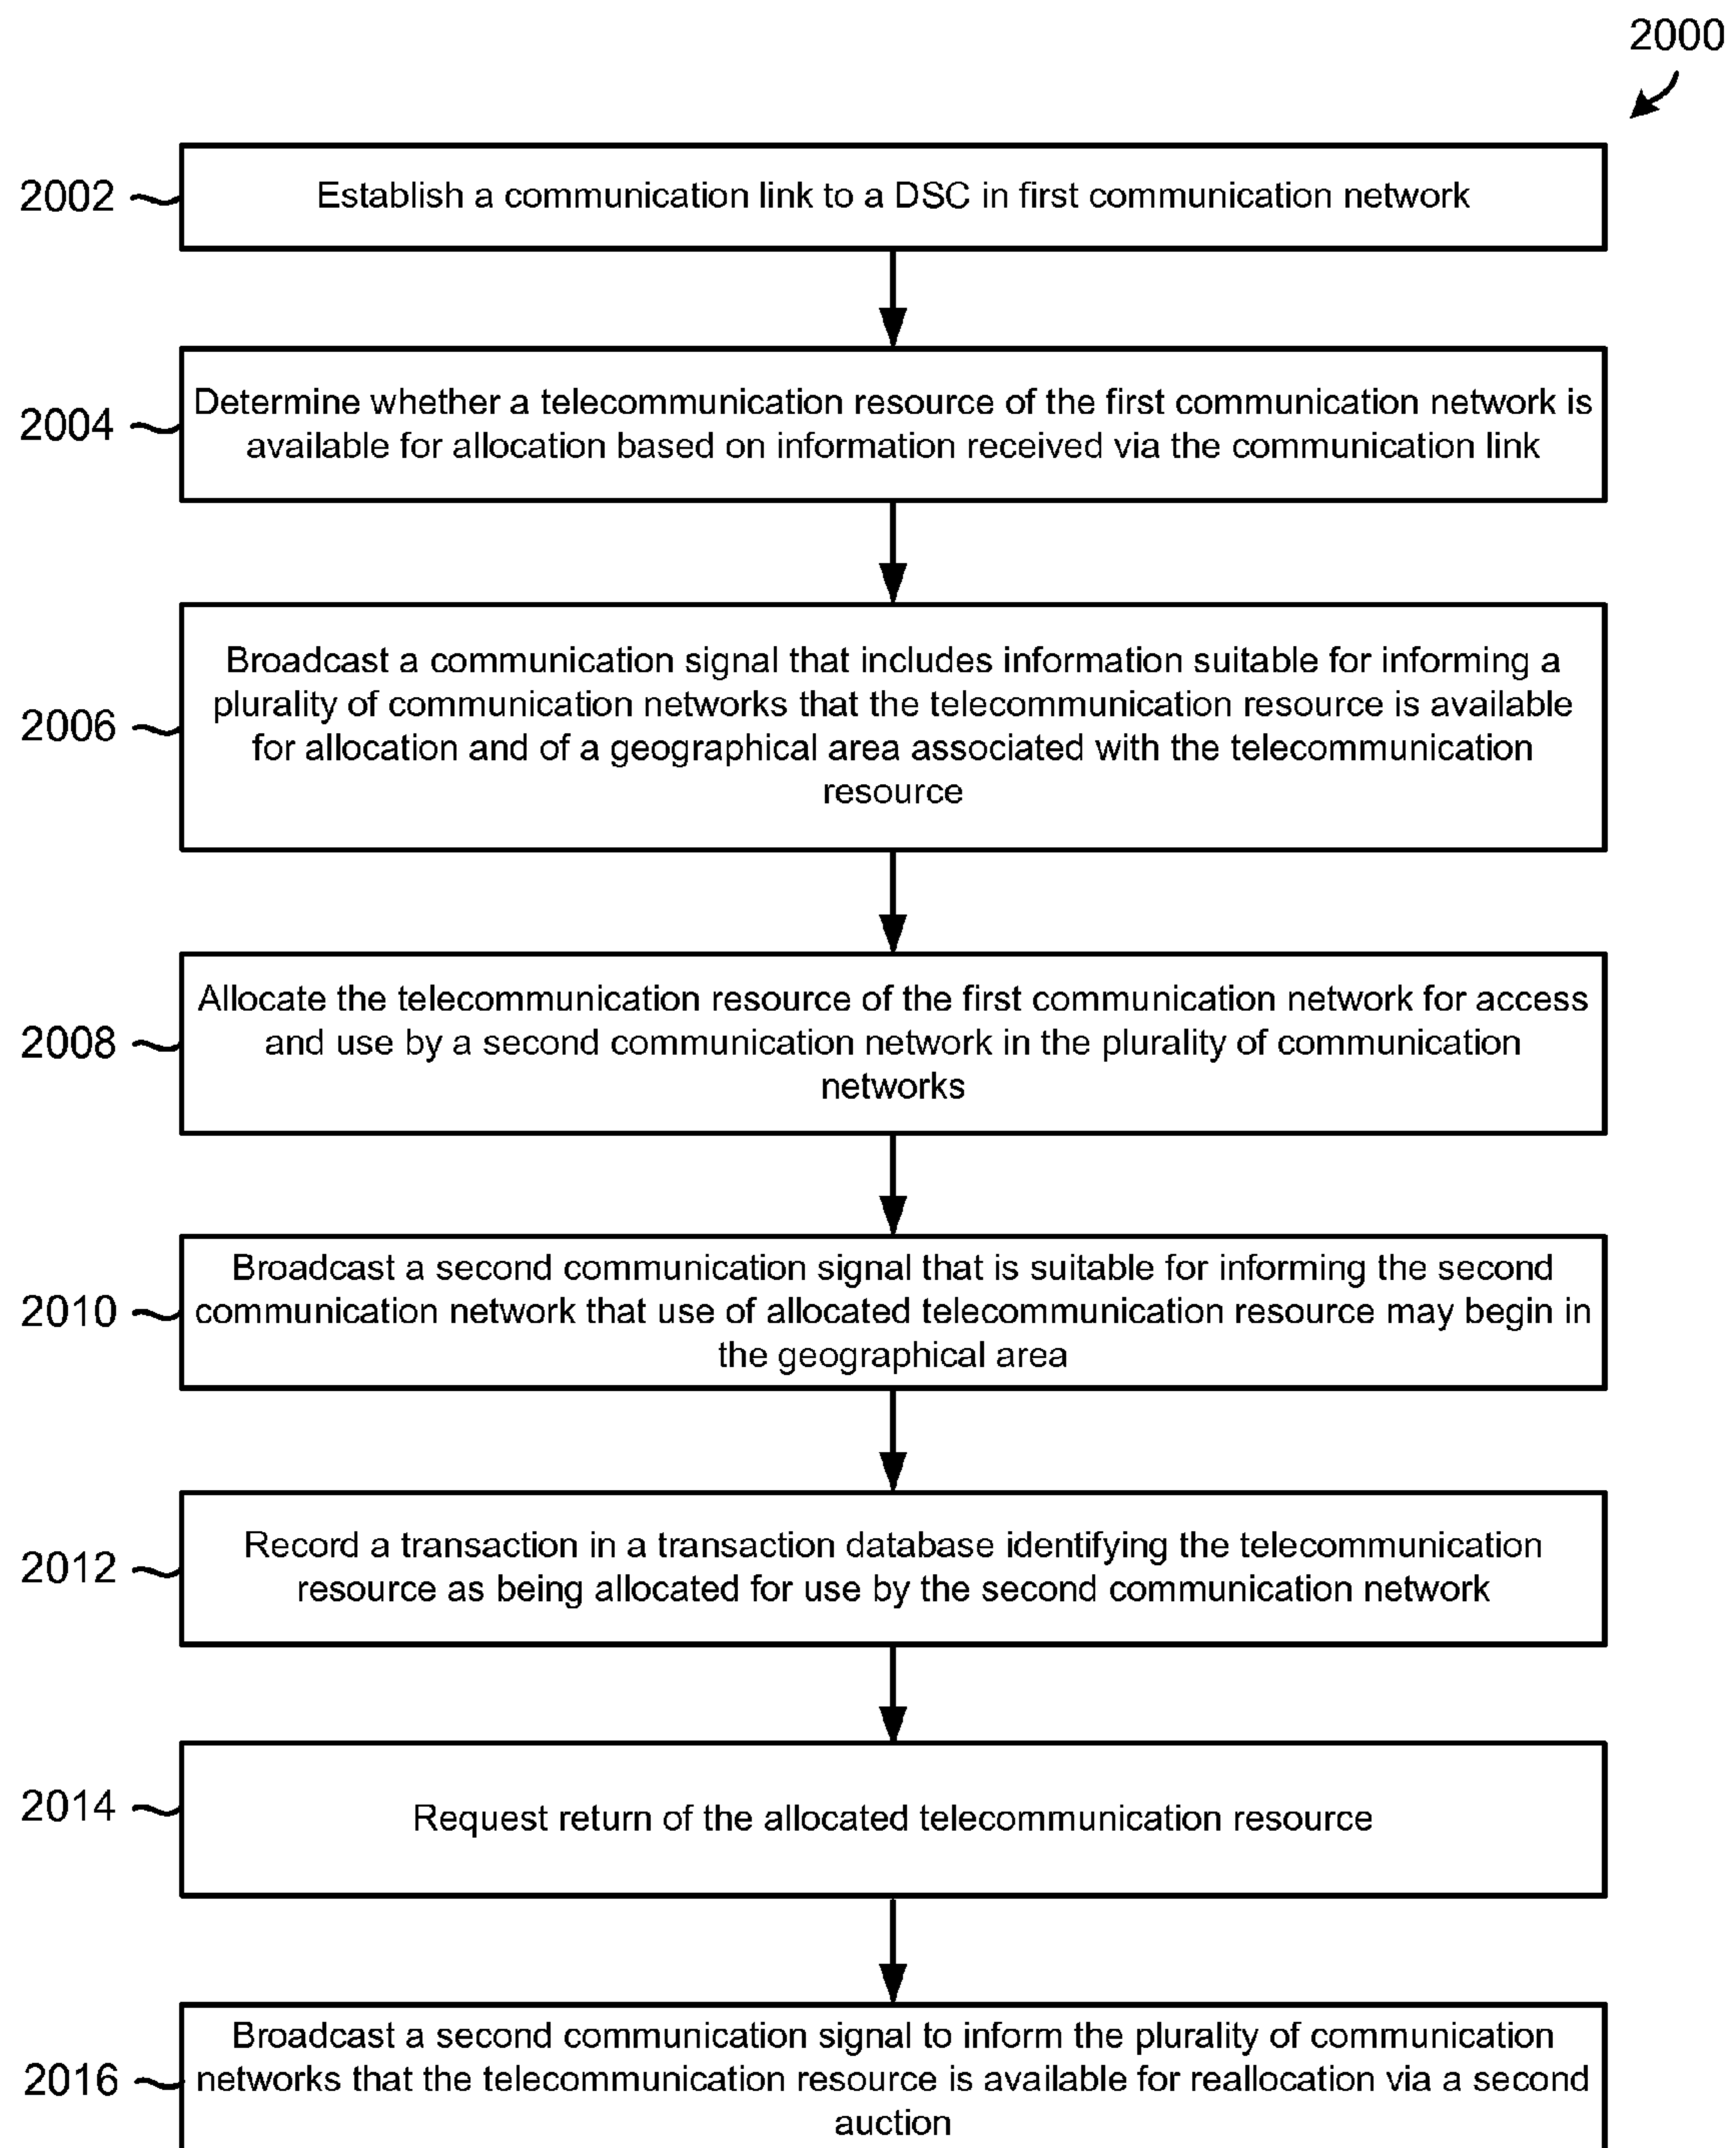 2000
2002
Establish a communication link to a DSC in first communication network
2004
Determine whether a telecommunication resource of the first communication network is
available for allocation based on information received via the communication link
2006
Broadcast a communication signal that includes information suitable for informing a
plurality of communication networks that the telecommunication resource is available
for allocation and of a geographical area associated with the telecommunication
resource
2008
Allocate the telecommunication resource of the first communication network for access
and use by a second communication network in the plurality of communication
networks
2010
Broadcast a second communication signal that is suitable for informing the second
communication network that use of allocated telecommunication resource may begin in
the geographical area
2012
Record a transaction in a transaction database identifying the telecommunication
resource as being allocated for use by the second communication network
2014
Request return of the allocated telecommunication resource
2016
Broadcast a second communication signal to inform the plurality of communication
networks that the telecommunication resource is available for reallocation via a second
auction